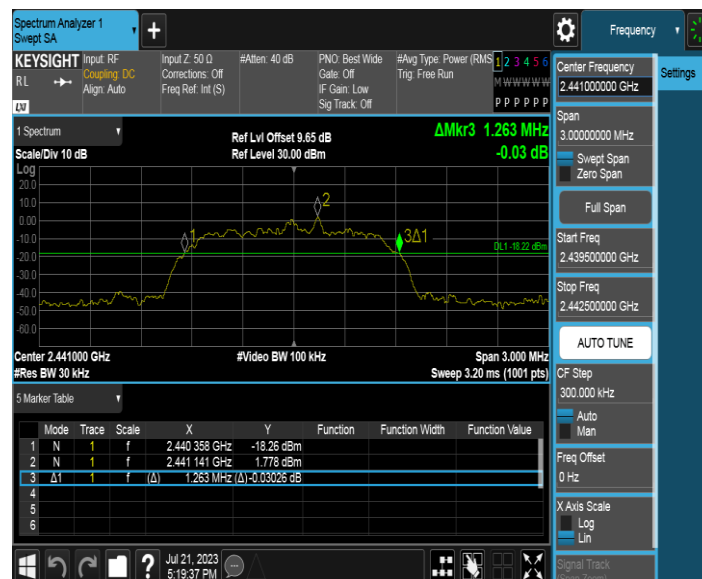 Spectrum Analyzer 1
Swept SA
Frequency
KEYSIGHT
RL
LXI
Input: RF
Coupling: DC
Align: Auto
Input Z: 50 Ω
Corrections: Off
Freq Ref: Int (S)
#Atten: 40 dB
PNO: Best Wide
Gate: Off
IF Gain: Low
Sig Track: Off
#Avg Type: Power (RMS
Trig: Free Run
1 2 3 4 5 6
M W W W W W
P P P P P P
Center Frequency
2.441000000 GHz
Settings
Span
3.00000000 MHz
Swept Span
Zero Span
Full Span
Start Freq
2.439500000 GHz
Stop Freq
2.442500000 GHz
AUTO TUNE
CF Step
300.000 kHz
Auto
Man
Freq Offset
0 Hz
X Axis Scale
Log
Lin
Signal Track
(Span Zoom)
1 Spectrum
Scale/Div 10 dB
Ref Lvl Offset 9.65 dB
Ref Level 30.00 dBm
ΔMkr3 1.263 MHz
-0.03 dB
Log
20.0
10.0
0.00
-10.0
-20.0
-30.0
-40.0
-50.0
-60.0
1
2
3Δ1
DL1 -18.22 dBm
Center 2.441000 GHz
#Video BW 100 kHz
Span 3.000 MHz
#Res BW 30 kHz
Sweep 3.20 ms (1001 pts)
5 Marker Table
Mode Trace Scale X Y Function Function Width Function Value
1 N 1 f 2.440 358 GHz -18.26 dBm
2 N 1 f 2.441 141 GHz 1.778 dBm
3 Δ1 1 f (Δ) 1.263 MHz (Δ) -0.03026 dB
4
5
6
Jul 21, 2023
5:19:37 PM